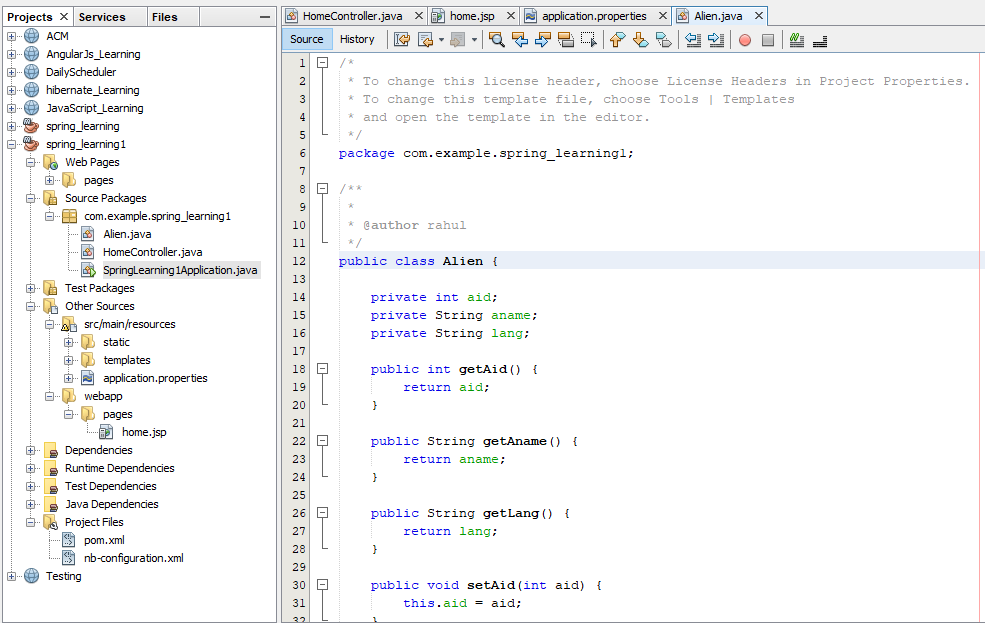 Projects
Services
Files
ACM
AngularJs_Learning
DailyScheduler
hibernate_Learning
JavaScript_Learning
spring_learning
spring_learning1
Web Pages
pages
Source Packages
com.example.spring_learning1
Alien.java
HomeController.java
SpringLearning1Application.java
Test Packages
Other Sources
src/main/resources
static
templates
application.properties
webapp
pages
home.jsp
Dependencies
Runtime Dependencies
Test Dependencies
Java Dependencies
Project Files
pom.xml
nb-configuration.xml
Testing
HomeController.java
home.jsp
application.properties
Alien.java
Source
History
1 /*
2 * To change this license header, choose License Headers in Project Properties.
3 * To change this template file, choose Tools | Templates
4 * and open the template in the editor.
5 */
6 package com.example.spring_learning1;
7
8 /**
9 *
10 * @author rahul
11 */
12 public class Alien {
13
14 private int aid;
15 private String aname;
16 private String lang;
17
18 public int getAid() {
19 return aid;
20 }
21
22 public String getAname() {
23 return aname;
24 }
25
26 public String getLang() {
27 return lang;
28 }
29
30 public void setAid(int aid) {
31 this.aid = aid;
32 }